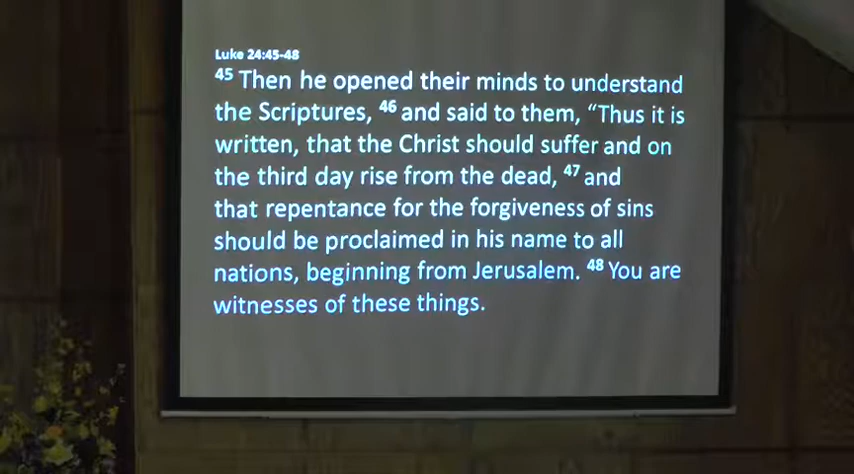 Luke 24:45-48
45 Then he opened their minds to understand
the Scriptures, 46 and said to them, “Thus it is
written, that the Christ should suffer and on
the third day rise from the dead, 47 and
that repentance for the forgiveness of sins
should be proclaimed in his name to all
nations, beginning from Jerusalem. 48 You are
witnesses of these things.